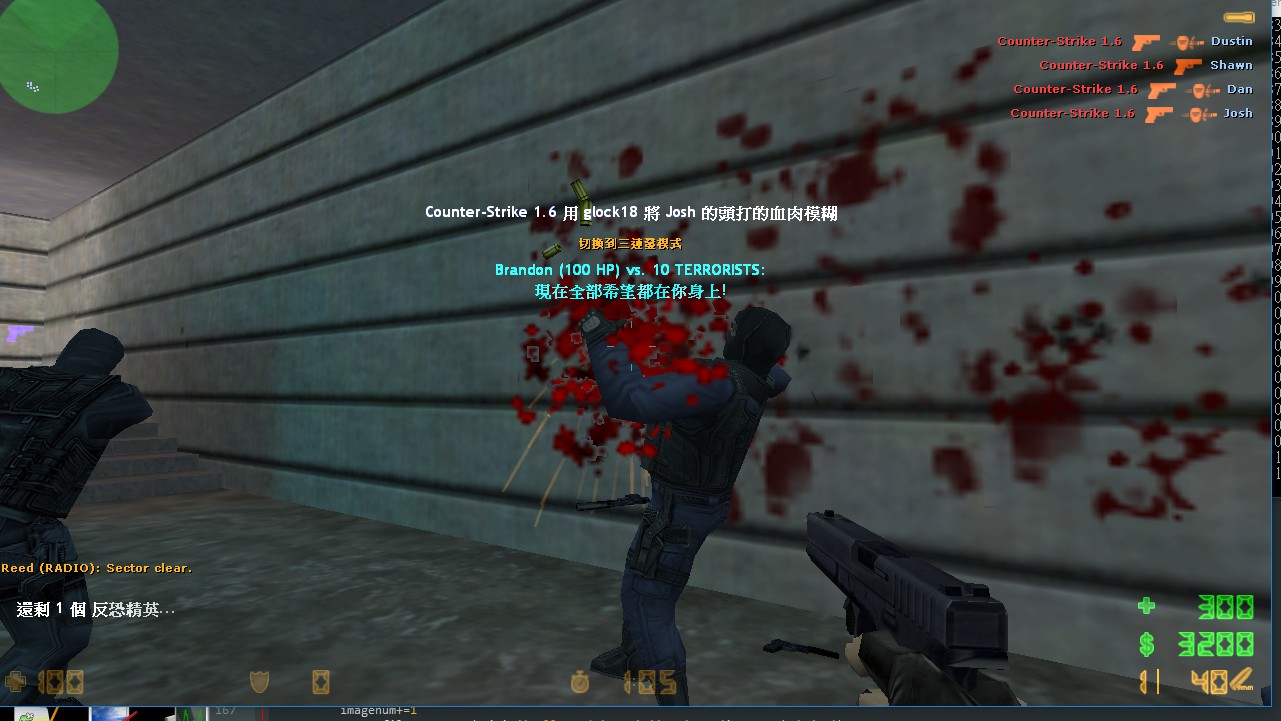 Counter-Strike 1.6 Dustin
Counter-Strike 1.6 Shawn
Counter-Strike 1.6 Dan
Counter-Strike 1.6 Josh
Counter-Strike 1.6 用 glock18 將 Josh 的頭打的血肉模糊
切換到三連發模式
Brandon (100 HP) vs. 10 TERRORISTS:
現在全部希望都在你身上!
Reed (RADIO): Sector clear.
還剩 1 個 反恐精英...
300
$ 3200
100
0
1:05
11 | 40
167 imagenum+=1